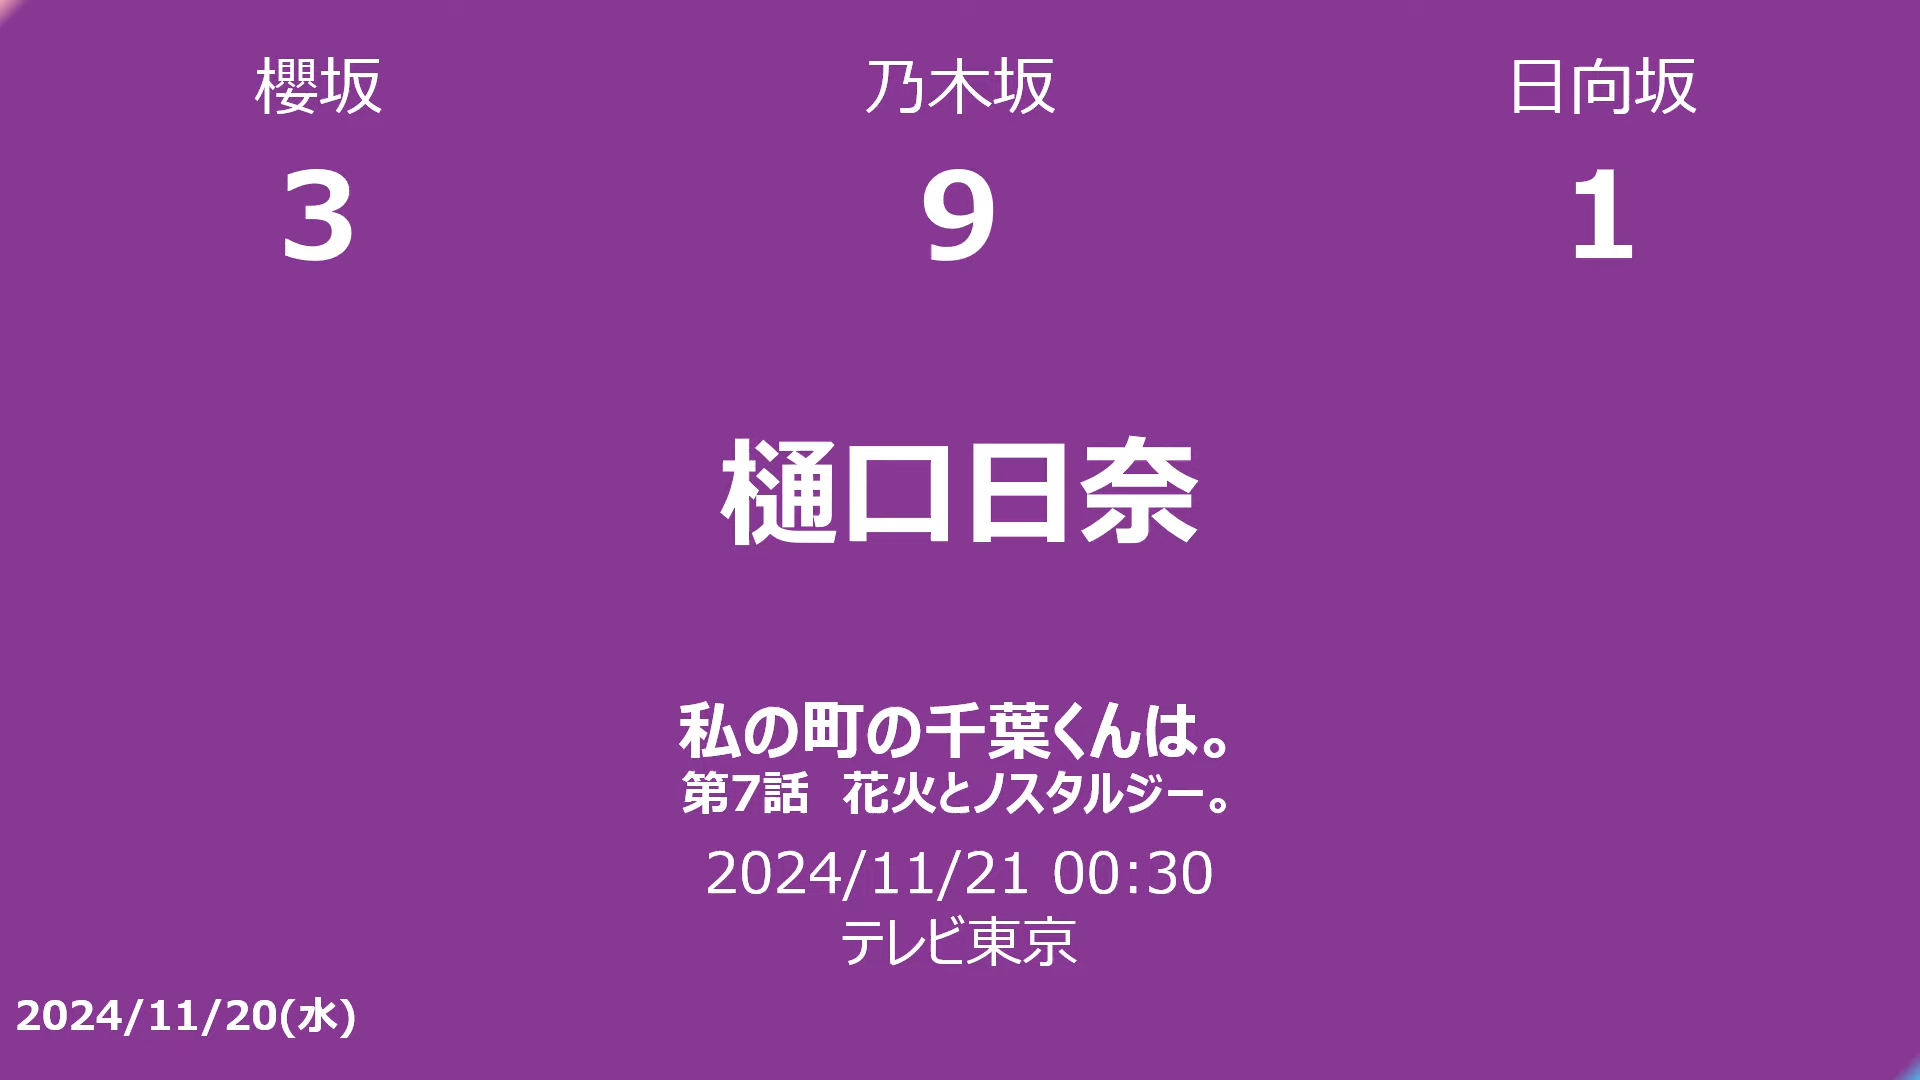 櫻坂
乃木坂
日向坂
3
9
1
樋口日奈
私の町の千葉くんは。
第7話　花火とノスタルジー。
2024/11/21 00:30
テレビ東京
2024/11/20(水)